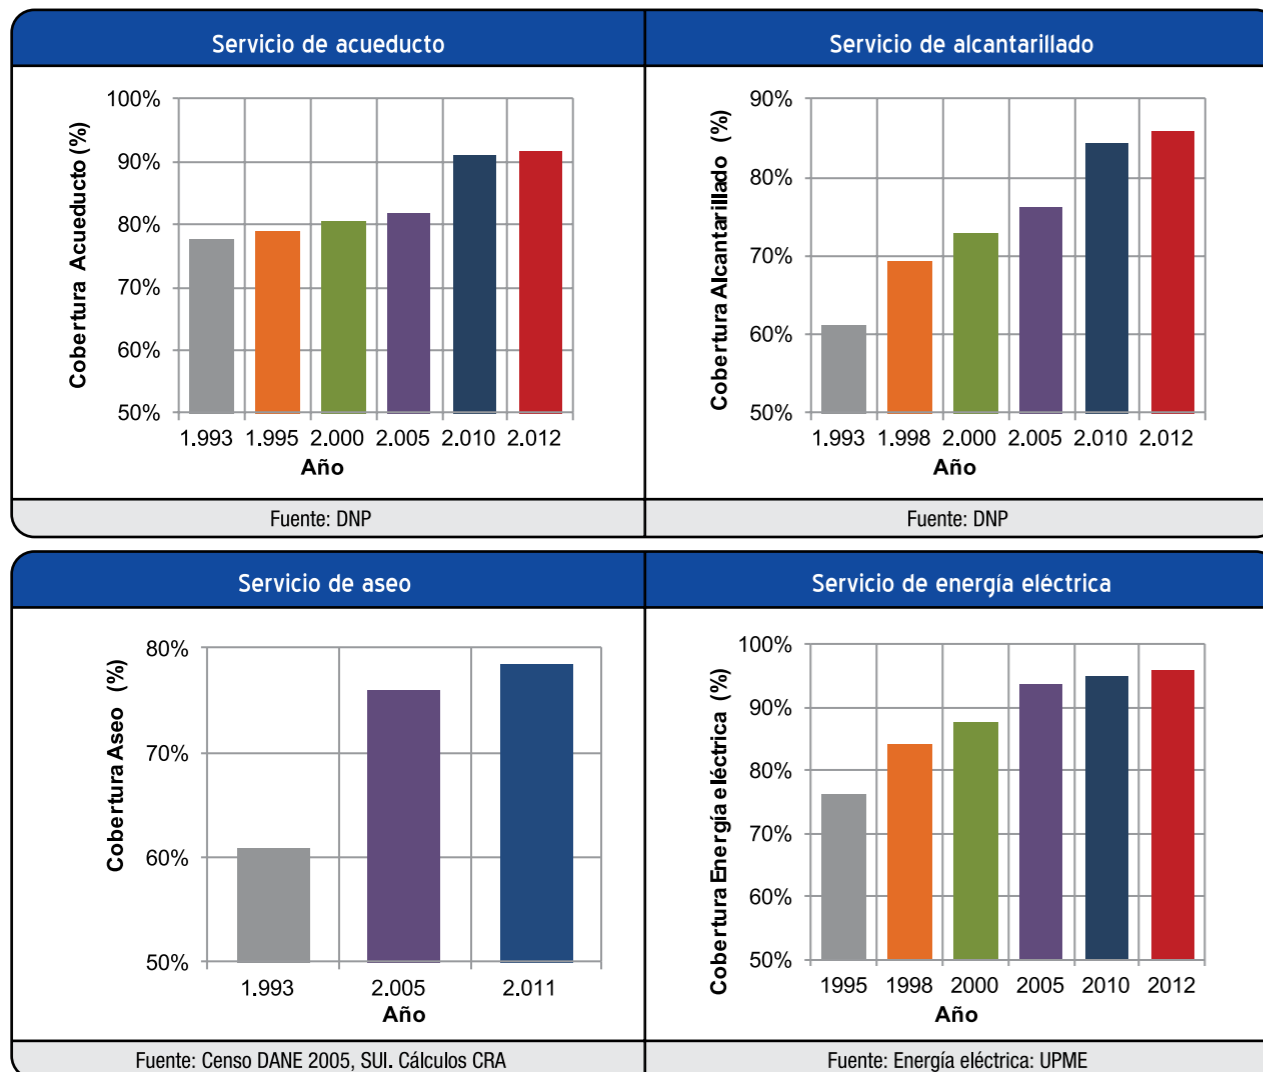 Servicio de acueducto
Cobertura Acueducto (%)
100%
90%
80%
70%
60%
50%
1.993 1.995 2.000 2.005 2.010 2.012
Año
Fuente: DNP
Servicio de alcantarillado
Cobertura Alcantarillado (%)
90%
80%
70%
60%
50%
1.993 1.998 2.000 2.005 2.010 2.012
Año
Fuente: DNP
Servicio de aseo
Cobertura Aseo (%)
80%
70%
60%
50%
1.993 2.005 2.011
Año
Fuente: Censo DANE 2005, SUI. Cálculos CRA
Servicio de energía eléctrica
Cobertura Energía eléctrica (%)
100%
90%
80%
70%
60%
50%
1995 1998 2000 2005 2010 2012
Año
Fuente: Energía eléctrica: UPME